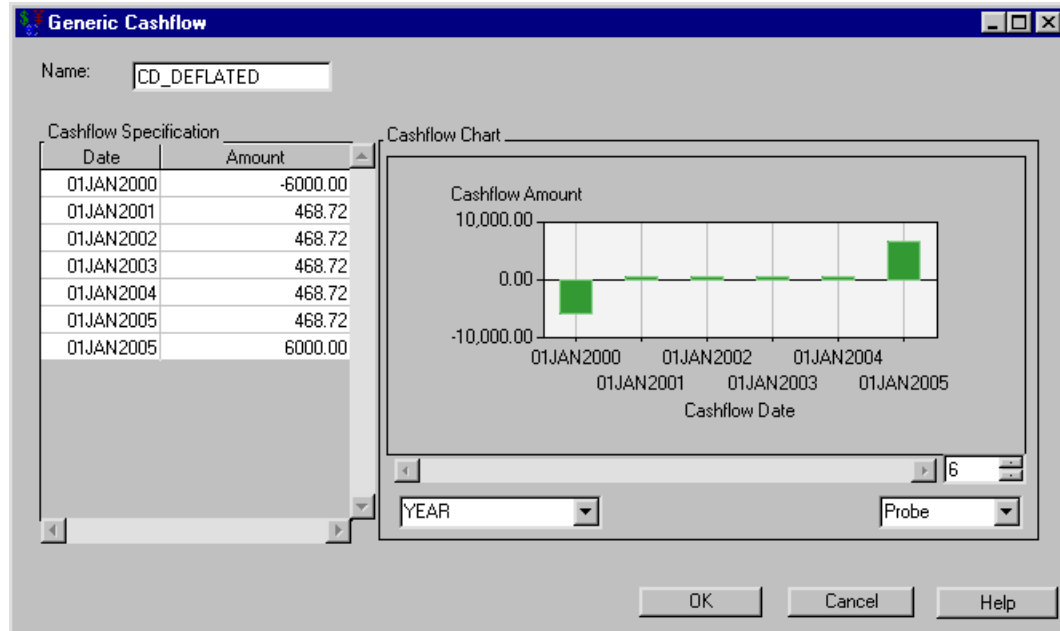 Generic Cashflow
Name: CD_DEFLATED
Cashflow Specification
Date Amount
01JAN2000 -6000.00
01JAN2001 468.72
01JAN2002 468.72
01JAN2003 468.72
01JAN2004 468.72
01JAN2005 468.72
01JAN2005 6000.00
Cashflow Chart
Cashflow Amount
10,000.00
0.00
-10,000.00
01JAN2000 01JAN2002 01JAN2004
01JAN2001 01JAN2003 01JAN2005
Cashflow Date
6
YEAR Probe
OK Cancel Help